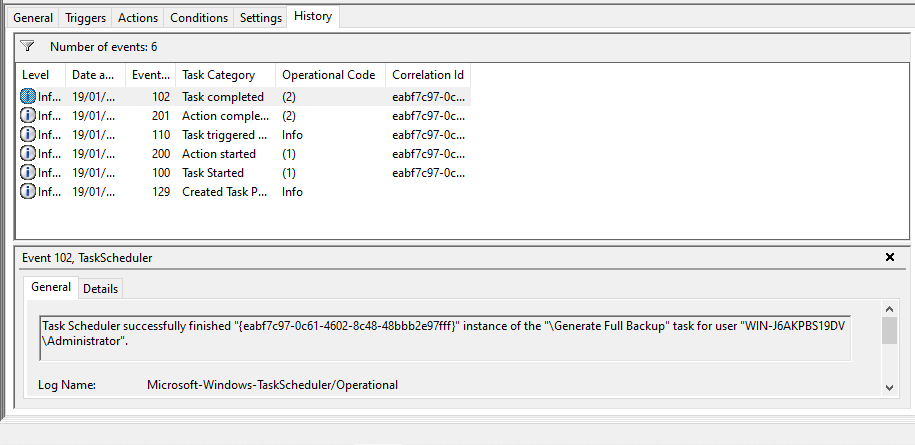 General Triggers Actions Conditions Settings History
Number of events: 6
Level Date a... Event... Task Category Operational Code Correlation Id
Inf... 19/01/... 102 Task completed (2) eabf7c97-0c...
Inf... 19/01/... 201 Action comple... (2) eabf7c97-0c...
Inf... 19/01/... 110 Task triggered ... Info eabf7c97-0c...
Inf... 19/01/... 200 Action started (1) eabf7c97-0c...
Inf... 19/01/... 100 Task Started (1) eabf7c97-0c...
Inf... 19/01/... 129 Created Task P... Info
Event 102, TaskScheduler
General Details
Task Scheduler successfully finished "{eabf7c97-0c61-4602-8c48-48bbb2e97fff}" instance of the "\Generate Full Backup" task for user "WIN-J6AKPBS19DV
\Administrator".
Log Name: Microsoft-Windows-TaskScheduler/Operational